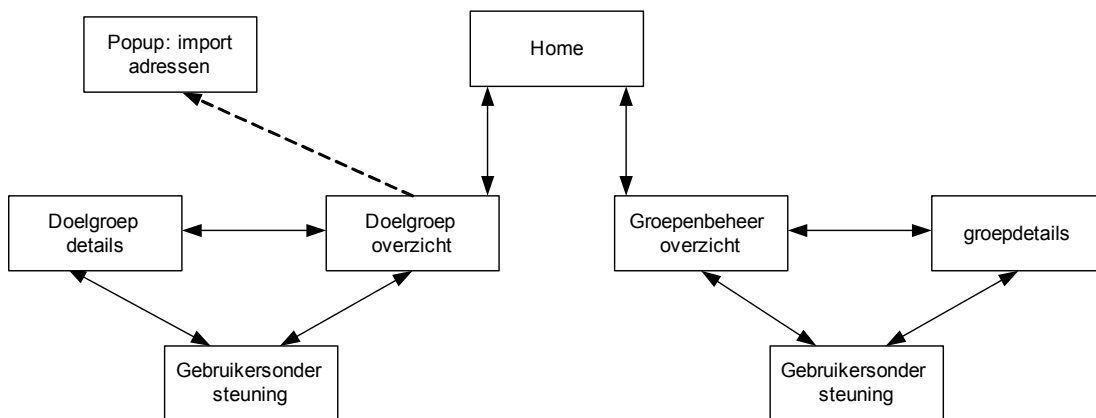 Popup: import
adressen
Home
Doelgroep
details
Doelgroep
overzicht
Groepenbeheer
overzicht
groepdetails
Gebruikersonder
steuning
Gebruikersonder
steuning